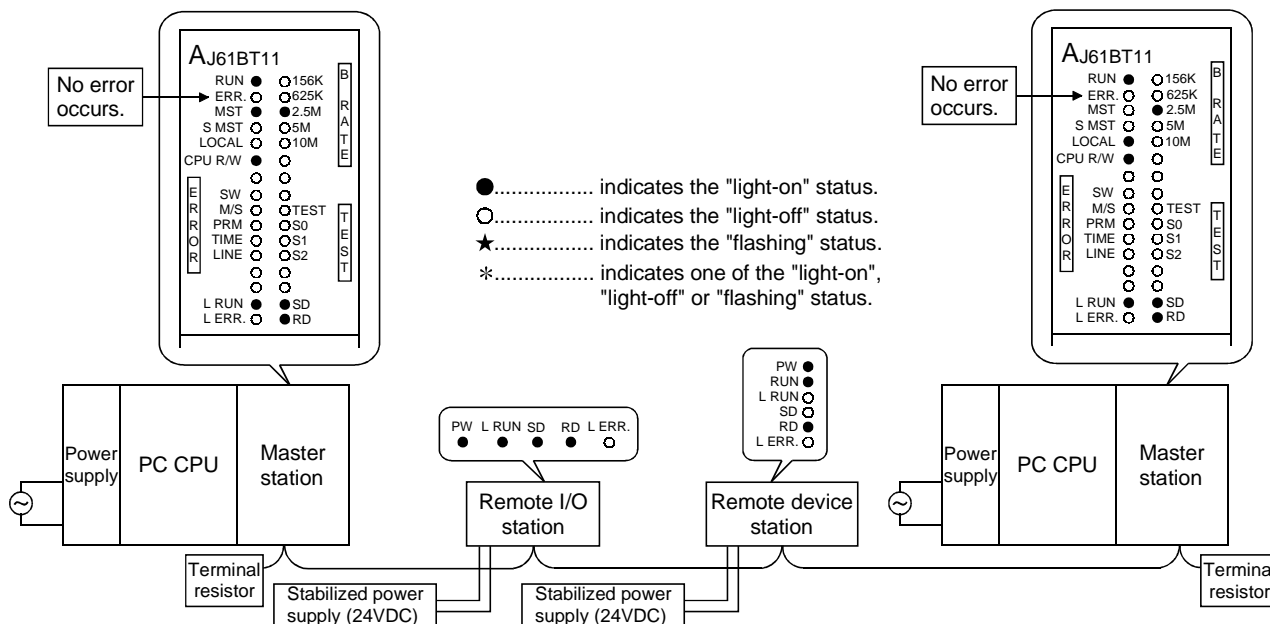 AJ61BT11
RUN
ERR.
MST
S MST
LOCAL
CPU R/W
SW
M/S
PRM
TIME
LINE
L RUN
L ERR.
156K
625K
2.5M
5M
10M
TEST
S0
S1
S2
SD
RD
B RATE
ERROR
TEST
No error
occurs.
●................. indicates the "light-on" status.
○................. indicates the "light-off" status.
★................. indicates the "flashing" status.
*................. indicates one of the "light-on",
"light-off" or "flashing" status.
AJ61BT11
RUN
ERR.
MST
S MST
LOCAL
CPU R/W
SW
M/S
PRM
TIME
LINE
L RUN
L ERR.
156K
625K
2.5M
5M
10M
TEST
S0
S1
S2
SD
RD
B RATE
ERROR
TEST
No error
occurs.
Power
supply
PC CPU
Master
station
Terminal
resistor
PW L RUN SD RD L ERR.
Remote I/O
station
Stabilized power
supply (24VDC)
PW
RUN
L RUN
SD
RD
L ERR.
Remote device
station
Stabilized power
supply (24VDC)
Power
supply
PC CPU
Master
station
Termina
resistor